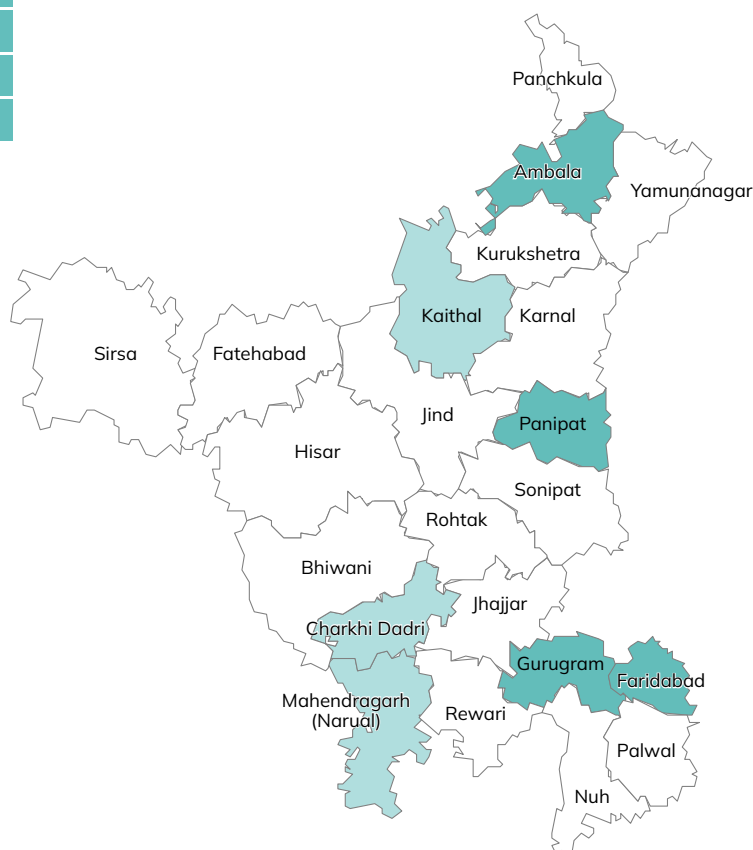 Panchkula
Ambala
Yamunanagar
Kurukshetra
Kaithal
Karnal
Sirsa
Fatehabad
Jind
Panipat
Hisar
Sonipat
Rohtak
Bhiwani
Jhajjar
Charkhi Dadri
Gurugram
Faridabad
Mahendragarh
(Narual)
Rewari
Palwal
Nuh